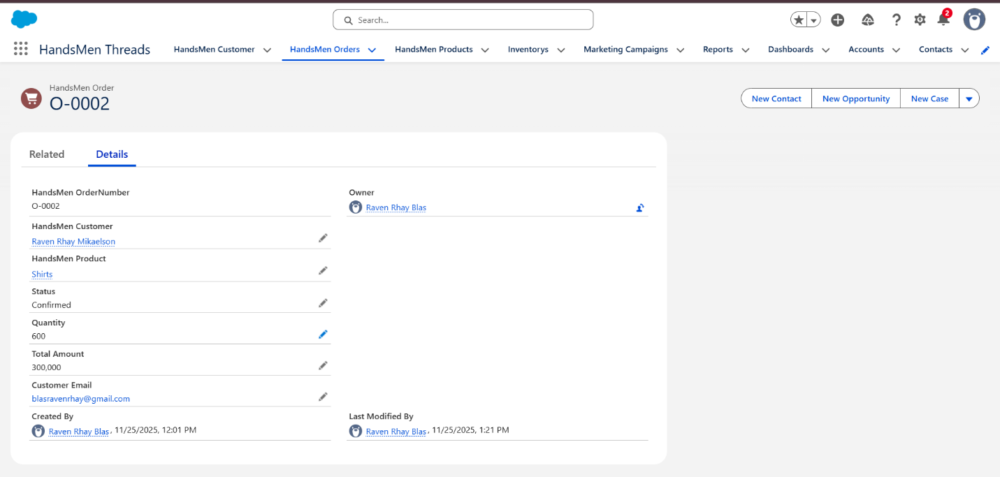 Search...
2
HandsMen Threads
HandsMen Customer
HandsMen Orders
HandsMen Products
Inventorys
Marketing Campaigns
Reports
Dashboards
Accounts
Contacts
HandsMen Order
O-0002
New Contact
New Opportunity
New Case
Related
Details
HandsMen OrderNumber
O-0002
Owner
Raven Rhay Blas
HandsMen Customer
Raven Rhay Mikaelson
HandsMen Product
Shirts
Status
Confirmed
Quantity
600
Total Amount
300,000
Customer Email
blasravenrhay@gmail.com
Created By
Raven Rhay Blas, 11/25/2025, 12:01 PM
Last Modified By
Raven Rhay Blas, 11/25/2025, 1:21 PM